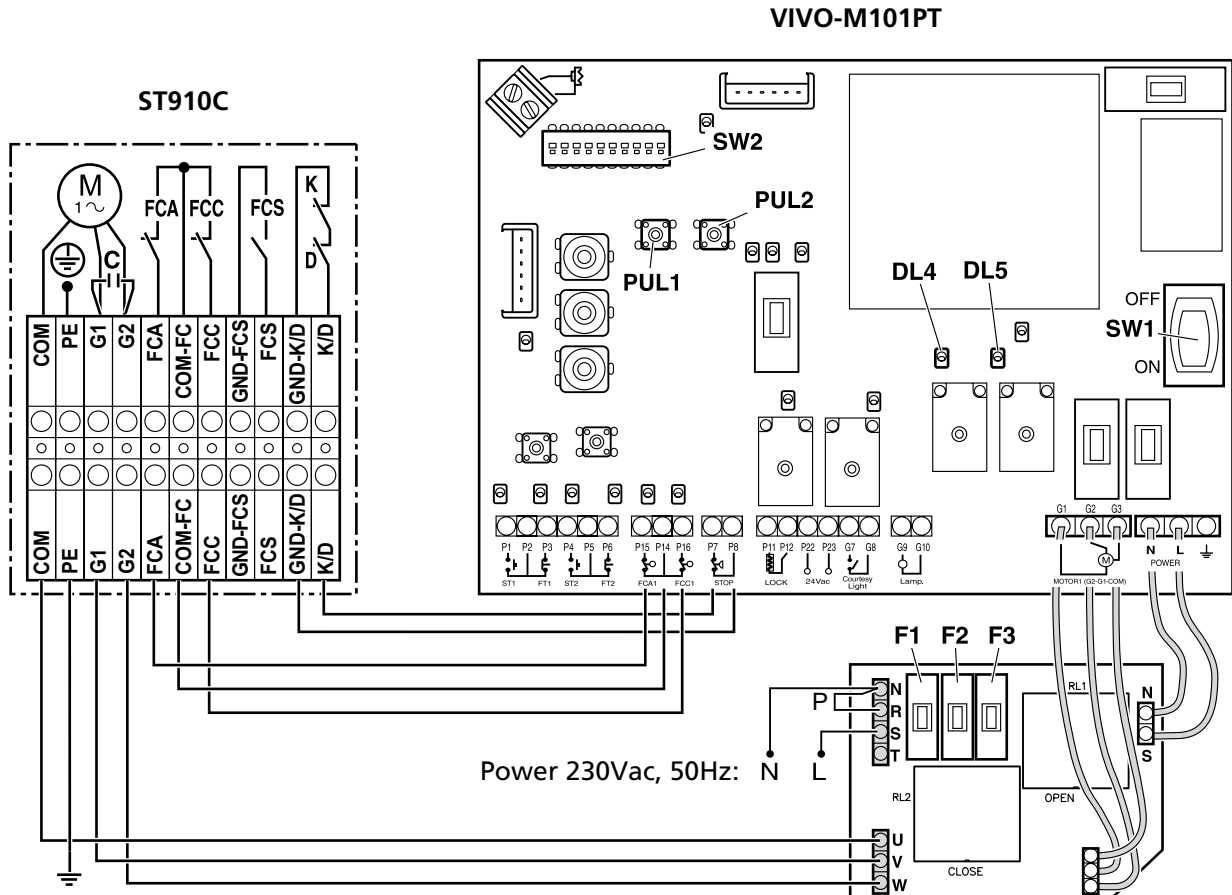 VIVO-M101PT
ST910C
M
1~
C
FCA
FCC
FCS
K
D
COM
PE
G1
G2
FCA
COM-FC
FCC
GND-FCS
FCS
GND-K/D
K/D
COM
PE
G1
G2
FCA
COM-FC
FCC
GND-FCS
FCS
GND-K/D
K/D
SW2
PUL2
PUL1
DL4
DL5
OFF
SW1
ON
G1 G2 G3
P1 P2 P3 P4 P5 P6 P15 P14 P16 P7 P8 P11 P12 P22 P23 G7 G8 G9 G10
M
N L
POWER
ST1 FT1 ST2 FT2 FCA1 FCC1 STOP LOCK 24Vac Courtesy Light Lamp.
MOTOR1 (G2-G1-COM)
F1 F2 F3
N
R
S
T
P
RL1
N
S
OPEN
Power 230Vac, 50Hz: N L
RL2
CLOSE
U
V
W